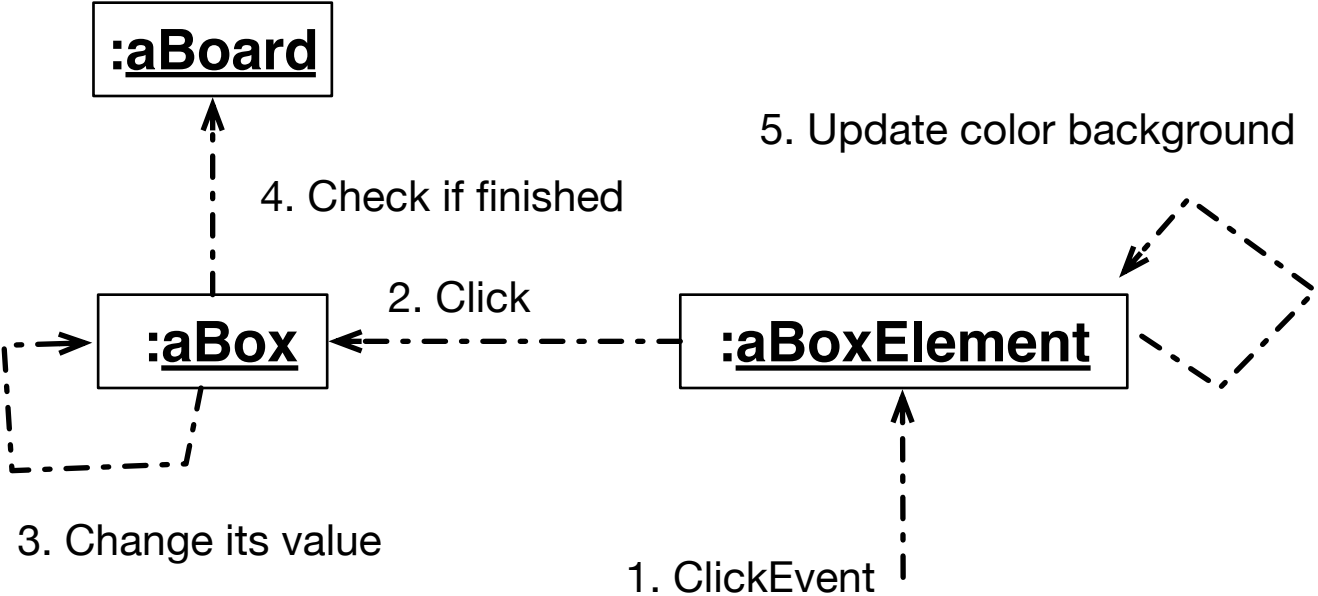 :aBoard
5. Update color background
4. Check if finished
2. Click
:aBox
:aBoxElement
3. Change its value
1. ClickEvent